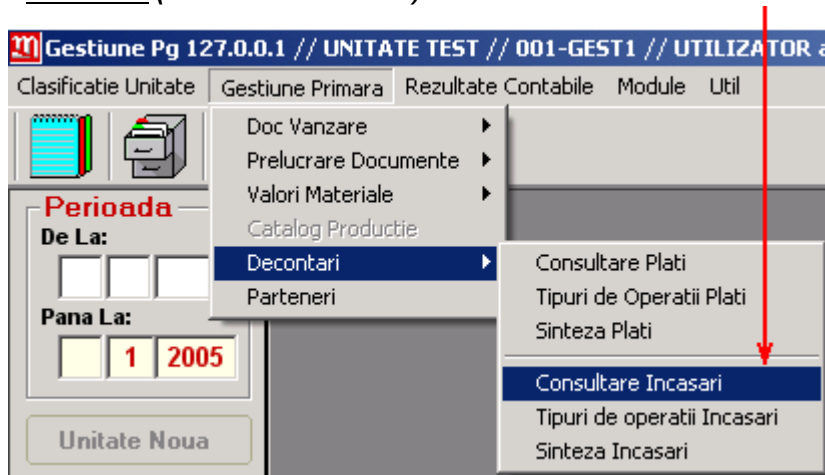 Gestiune Pg 127.0.0.1 // UNITATE TEST // 001-GEST1 // UTILIZATOR a
Clasificatie Unitate Gestiune Primara Rezultate Contabile Module Util
Doc Vanzare
Prelucrare Documente
Valori Materiale
Catalog Productie
Decontari
Parteneri
Perioada
De La:
Pana La:
1 2005
Unitate Noua
Consultare Plati
Tipuri de Operatii Plati
Sinteza Plati
Consultare Incasari
Tipuri de operatii Incasari
Sinteza Incasari